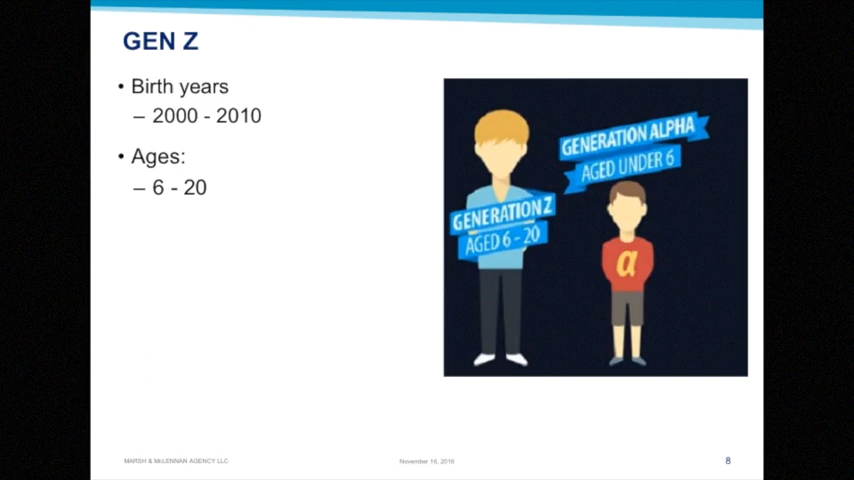 GEN Z
• Birth years
– 2000 - 2010
• Ages:
– 6 - 20
GENERATION ALPHA
AGED UNDER 6
GENERATION Z
AGED 6 - 20
α
MARSH & McLENNAN AGENCY LLC
November 16, 2016
8